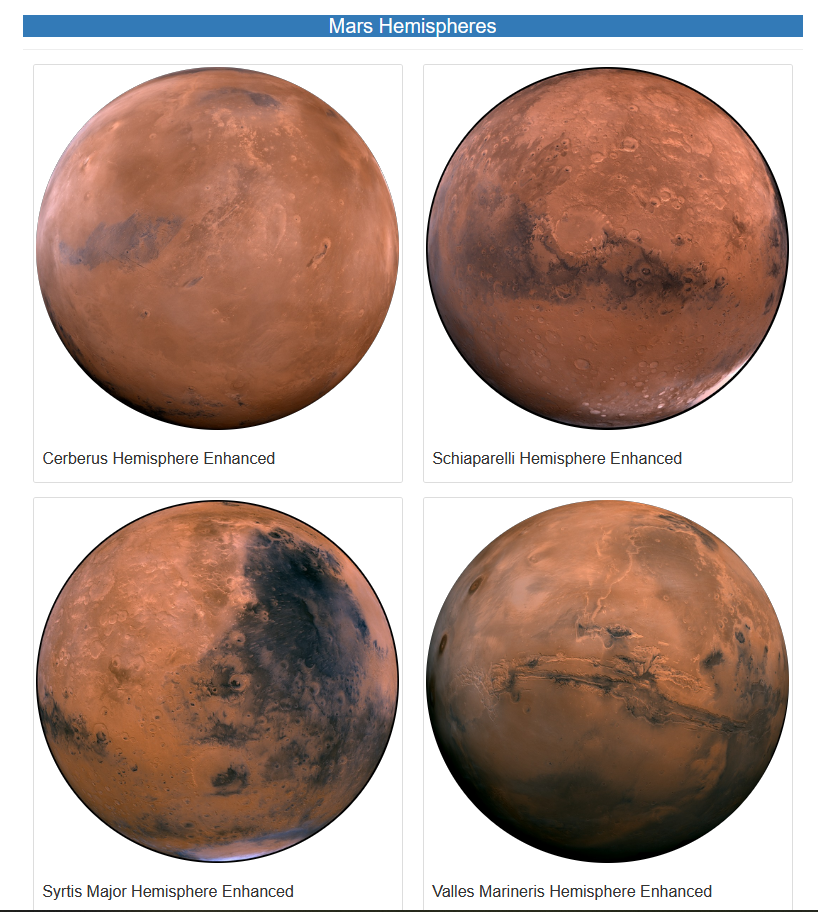 Mars Hemispheres
Cerberus Hemisphere Enhanced
Schiaparelli Hemisphere Enhanced
Syrtis Major Hemisphere Enhanced
Valles Marineris Hemisphere Enhanced